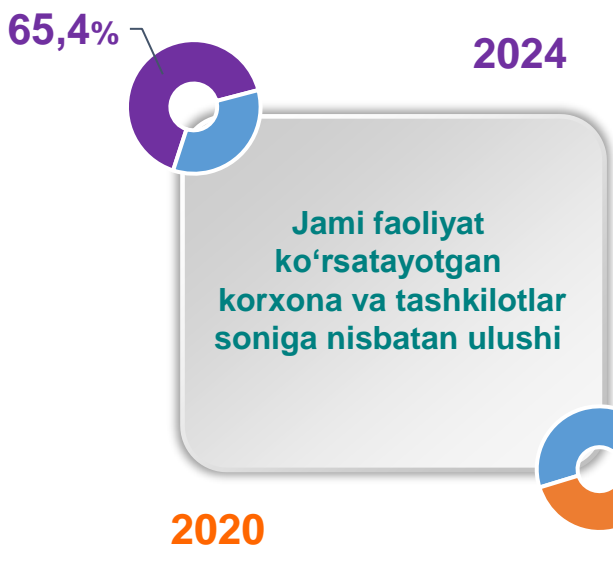 65,4%
2024
Jami faoliyat
ko‘rsatayotgan
korxona va tashkilotlar
soniga nisbatan ulushi
2020